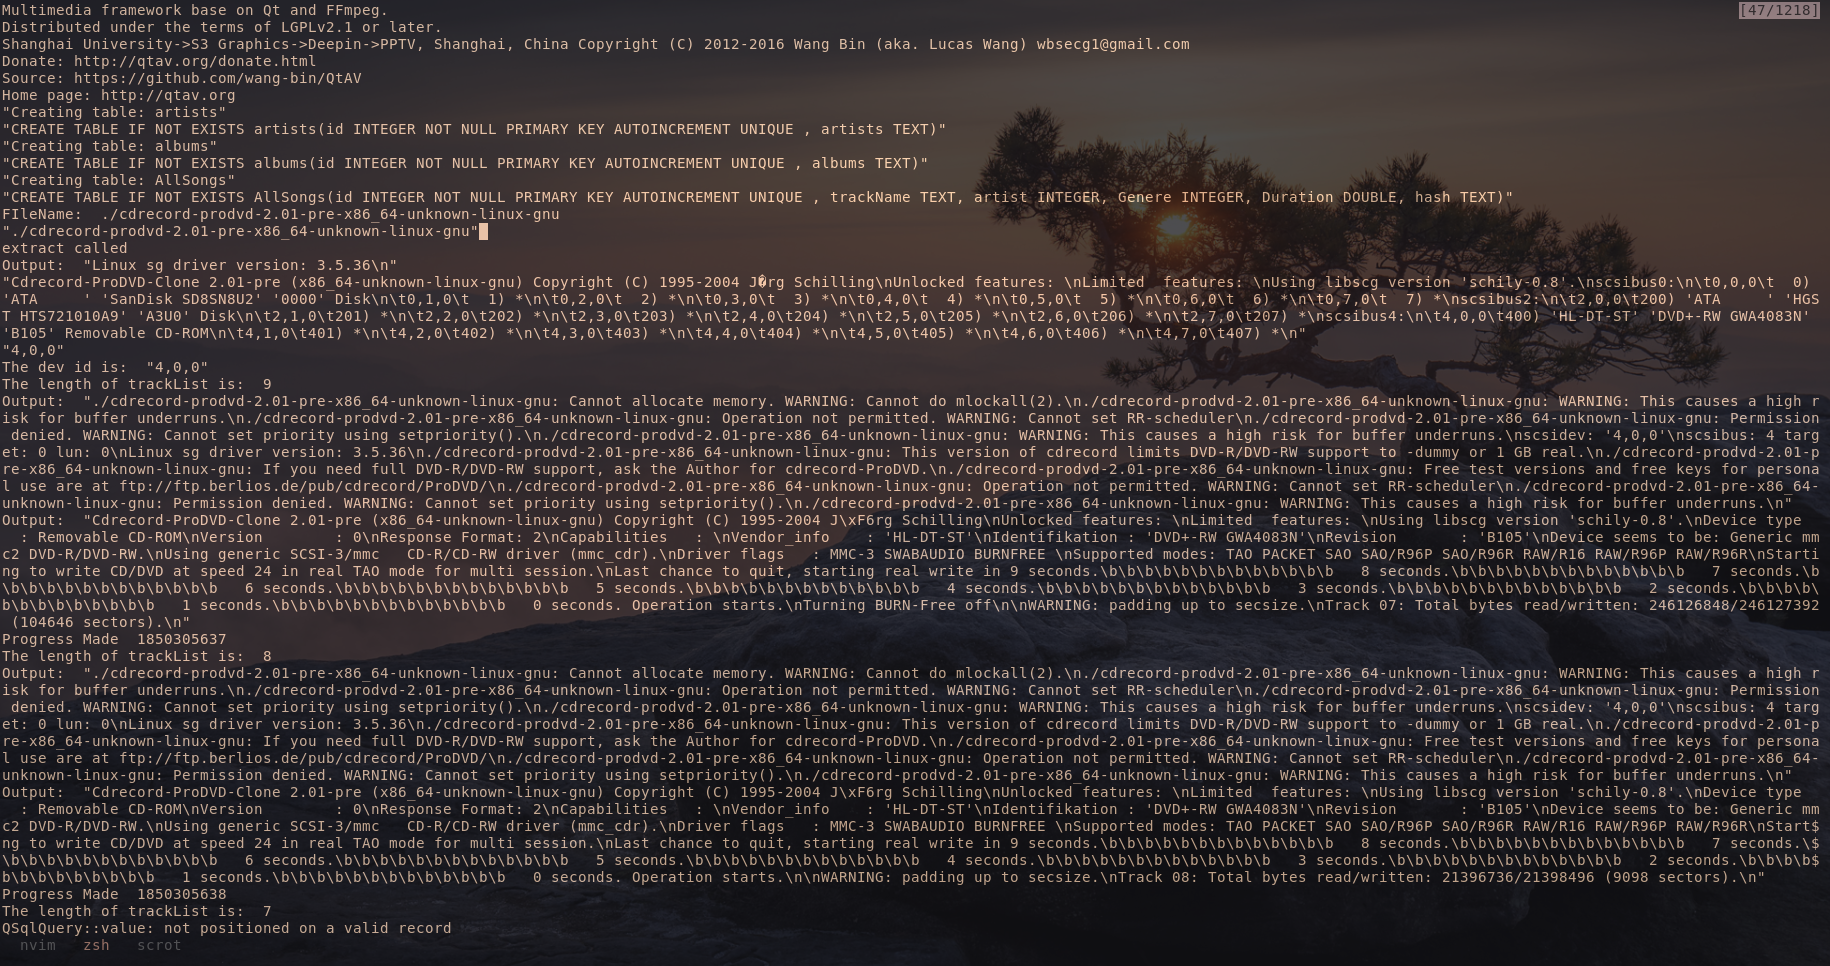 Multimedia framework base on Qt and FFmpeg.
[47/1218]
Distributed under the terms of LGPLv2.1 or later.
Shanghai University->S3 Graphics->Deepin->PPTV, Shanghai, China Copyright (C) 2012-2016 Wang Bin (aka. Lucas Wang) wbsecg1@gmail.com
Donate: http://qtav.org/donate.html
Source: https://github.com/wang-bin/QtAV
Home page: http://qtav.org
"Creating table: artists"
"CREATE TABLE IF NOT EXISTS artists(id INTEGER NOT NULL PRIMARY KEY AUTOINCREMENT UNIQUE , artists TEXT)"
"Creating table: albums"
"CREATE TABLE IF NOT EXISTS albums(id INTEGER NOT NULL PRIMARY KEY AUTOINCREMENT UNIQUE , albums TEXT)"
"Creating table: AllSongs"
"CREATE TABLE IF NOT EXISTS AllSongs(id INTEGER NOT NULL PRIMARY KEY AUTOINCREMENT UNIQUE , trackName TEXT, artist INTEGER, Genere INTEGER, Duration DOUBLE, hash TEXT)"
FIleName:  ./cdrecord-prodvd-2.01-pre-x86_64-unknown-linux-gnu
"./cdrecord-prodvd-2.01-pre-x86_64-unknown-linux-gnu"
extract called
Output:  "Linux sg driver version: 3.5.36\n"
"Cdrecord-ProDVD-Clone 2.01-pre (x86_64-unknown-linux-gnu) Copyright (C) 1995-2004 J�rg Schilling\nUnlocked features: \nLimited  features: \nUsing libscg version 'schily-0.8'.\nscsibus0:\n\t0,0,0\t  0)
'ATA     ' 'SanDisk SD8SN8U2' '0000' Disk\n\t0,1,0\t  1) *\n\t0,2,0\t  2) *\n\t0,3,0\t  3) *\n\t0,4,0\t  4) *\n\t0,5,0\t  5) *\n\t0,6,0\t  6) *\n\t0,7,0\t  7) *\nscsibus2:\n\t2,0,0\t200) 'ATA     ' 'HGS
T HTS721010A9' 'A3U0' Disk\n\t2,1,0\t201) *\n\t2,2,0\t202) *\n\t2,3,0\t203) *\n\t2,4,0\t204) *\n\t2,5,0\t205) *\n\t2,6,0\t206) *\n\t2,7,0\t207) *\nscsibus4:\n\t4,0,0\t400) 'HL-DT-ST' 'DVD+-RW GWA4083N'
'B105' Removable CD-ROM\n\t4,1,0\t401) *\n\t4,2,0\t402) *\n\t4,3,0\t403) *\n\t4,4,0\t404) *\n\t4,5,0\t405) *\n\t4,6,0\t406) *\n\t4,7,0\t407) *\n"
"4,0,0"
The dev id is:  "4,0,0"
The length of trackList is:  9
Output:  "./cdrecord-prodvd-2.01-pre-x86_64-unknown-linux-gnu: Cannot allocate memory. WARNING: Cannot do mlockall(2).\n./cdrecord-prodvd-2.01-pre-x86_64-unknown-linux-gnu: WARNING: This causes a high r
isk for buffer underruns.\n./cdrecord-prodvd-2.01-pre-x86_64-unknown-linux-gnu: Operation not permitted. WARNING: Cannot set RR-scheduler\n./cdrecord-prodvd-2.01-pre-x86_64-unknown-linux-gnu: Permission
denied. WARNING: Cannot set priority using setpriority().\n./cdrecord-prodvd-2.01-pre-x86_64-unknown-linux-gnu: WARNING: This causes a high risk for buffer underruns.\nscsidev: '4,0,0'\nscsibus: 4 targ
et: 0 lun: 0\nLinux sg driver version: 3.5.36\n./cdrecord-prodvd-2.01-pre-x86_64-unknown-linux-gnu: This version of cdrecord limits DVD-R/DVD-RW support to -dummy or 1 GB real.\n./cdrecord-prodvd-2.01-p
re-x86_64-unknown-linux-gnu: If you need full DVD-R/DVD-RW support, ask the Author for cdrecord-ProDVD.\n./cdrecord-prodvd-2.01-pre-x86_64-unknown-linux-gnu: Free test versions and free keys for persona
l use are at ftp://ftp.berlios.de/pub/cdrecord/ProDVD/\n./cdrecord-prodvd-2.01-pre-x86_64-unknown-linux-gnu: Operation not permitted. WARNING: Cannot set RR-scheduler\n./cdrecord-prodvd-2.01-pre-x86_64-
unknown-linux-gnu: Permission denied. WARNING: Cannot set priority using setpriority().\n./cdrecord-prodvd-2.01-pre-x86_64-unknown-linux-gnu: WARNING: This causes a high risk for buffer underruns.\n"
Output:  "Cdrecord-ProDVD-Clone 2.01-pre (x86_64-unknown-linux-gnu) Copyright (C) 1995-2004 J\xF6rg Schilling\nUnlocked features: \nLimited  features: \nUsing libscg version 'schily-0.8'.\nDevice type
  : Removable CD-ROM\nVersion        : 0\nResponse Format: 2\nCapabilities   : \nVendor_info    : 'HL-DT-ST'\nIdentifikation : 'DVD+-RW GWA4083N'\nRevision       : 'B105'\nDevice seems to be: Generic mm
c2 DVD-R/DVD-RW.\nUsing generic SCSI-3/mmc   CD-R/CD-RW driver (mmc_cdr).\nDriver flags   : MMC-3 SWABAUDIO BURNFREE \nSupported modes: TAO PACKET SAO SAO/R96P SAO/R96R RAW/R16 RAW/R96P RAW/R96R\nStarti
ng to write CD/DVD at speed 24 in real TAO mode for multi session.\nLast chance to quit, starting real write in 9 seconds.\b\b\b\b\b\b\b\b\b\b\b\b\b   8 seconds.\b\b\b\b\b\b\b\b\b\b\b\b\b   7 seconds.\b
\b\b\b\b\b\b\b\b\b\b\b\b   6 seconds.\b\b\b\b\b\b\b\b\b\b\b\b\b   5 seconds.\b\b\b\b\b\b\b\b\b\b\b\b\b   4 seconds.\b\b\b\b\b\b\b\b\b\b\b\b\b   3 seconds.\b\b\b\b\b\b\b\b\b\b\b\b\b   2 seconds.\b\b\b\b\
b\b\b\b\b\b\b\b\b   1 seconds.\b\b\b\b\b\b\b\b\b\b\b\b\b   0 seconds. Operation starts.\nTurning BURN-Free off\n\nWARNING: padding up to secsize.\nTrack 07: Total bytes read/written: 246126848/246127392
(104646 sectors).\n"
Progress Made  1850305637
The length of trackList is:  8
Output:  "./cdrecord-prodvd-2.01-pre-x86_64-unknown-linux-gnu: Cannot allocate memory. WARNING: Cannot do mlockall(2).\n./cdrecord-prodvd-2.01-pre-x86_64-unknown-linux-gnu: WARNING: This causes a high r
isk for buffer underruns.\n./cdrecord-prodvd-2.01-pre-x86_64-unknown-linux-gnu: Operation not permitted. WARNING: Cannot set RR-scheduler\n./cdrecord-prodvd-2.01-pre-x86_64-unknown-linux-gnu: Permission
denied. WARNING: Cannot set priority using setpriority().\n./cdrecord-prodvd-2.01-pre-x86_64-unknown-linux-gnu: WARNING: This causes a high risk for buffer underruns.\nscsidev: '4,0,0'\nscsibus: 4 targ
et: 0 lun: 0\nLinux sg driver version: 3.5.36\n./cdrecord-prodvd-2.01-pre-x86_64-unknown-linux-gnu: This version of cdrecord limits DVD-R/DVD-RW support to -dummy or 1 GB real.\n./cdrecord-prodvd-2.01-p
re-x86_64-unknown-linux-gnu: If you need full DVD-R/DVD-RW support, ask the Author for cdrecord-ProDVD.\n./cdrecord-prodvd-2.01-pre-x86_64-unknown-linux-gnu: Free test versions and free keys for persona
l use are at ftp://ftp.berlios.de/pub/cdrecord/ProDVD/\n./cdrecord-prodvd-2.01-pre-x86_64-unknown-linux-gnu: Operation not permitted. WARNING: Cannot set RR-scheduler\n./cdrecord-prodvd-2.01-pre-x86_64-
unknown-linux-gnu: Permission denied. WARNING: Cannot set priority using setpriority().\n./cdrecord-prodvd-2.01-pre-x86_64-unknown-linux-gnu: WARNING: This causes a high risk for buffer underruns.\n"
Output:  "Cdrecord-ProDVD-Clone 2.01-pre (x86_64-unknown-linux-gnu) Copyright (C) 1995-2004 J\xF6rg Schilling\nUnlocked features: \nLimited  features: \nUsing libscg version 'schily-0.8'.\nDevice type
  : Removable CD-ROM\nVersion        : 0\nResponse Format: 2\nCapabilities   : \nVendor_info    : 'HL-DT-ST'\nIdentifikation : 'DVD+-RW GWA4083N'\nRevision       : 'B105'\nDevice seems to be: Generic mm
c2 DVD-R/DVD-RW.\nUsing generic SCSI-3/mmc   CD-R/CD-RW driver (mmc_cdr).\nDriver flags   : MMC-3 SWABAUDIO BURNFREE \nSupported modes: TAO PACKET SAO SAO/R96P SAO/R96R RAW/R16 RAW/R96P RAW/R96R\nStart$
ng to write CD/DVD at speed 24 in real TAO mode for multi session.\nLast chance to quit, starting real write in 9 seconds.\b\b\b\b\b\b\b\b\b\b\b\b\b   8 seconds.\b\b\b\b\b\b\b\b\b\b\b\b\b   7 seconds.\$
\b\b\b\b\b\b\b\b\b\b\b\b   6 seconds.\b\b\b\b\b\b\b\b\b\b\b\b\b   5 seconds.\b\b\b\b\b\b\b\b\b\b\b\b\b   4 seconds.\b\b\b\b\b\b\b\b\b\b\b\b\b   3 seconds.\b\b\b\b\b\b\b\b\b\b\b\b\b   2 seconds.\b\b\b\b$
b\b\b\b\b\b\b\b\b   1 seconds.\b\b\b\b\b\b\b\b\b\b\b\b\b   0 seconds. Operation starts.\n\nWARNING: padding up to secsize.\nTrack 08: Total bytes read/written: 21396736/21398496 (9098 sectors).\n"
Progress Made  1850305638
The length of trackList is:  7
QSqlQuery::value: not positioned on a valid record
nvim   zsh   scrot